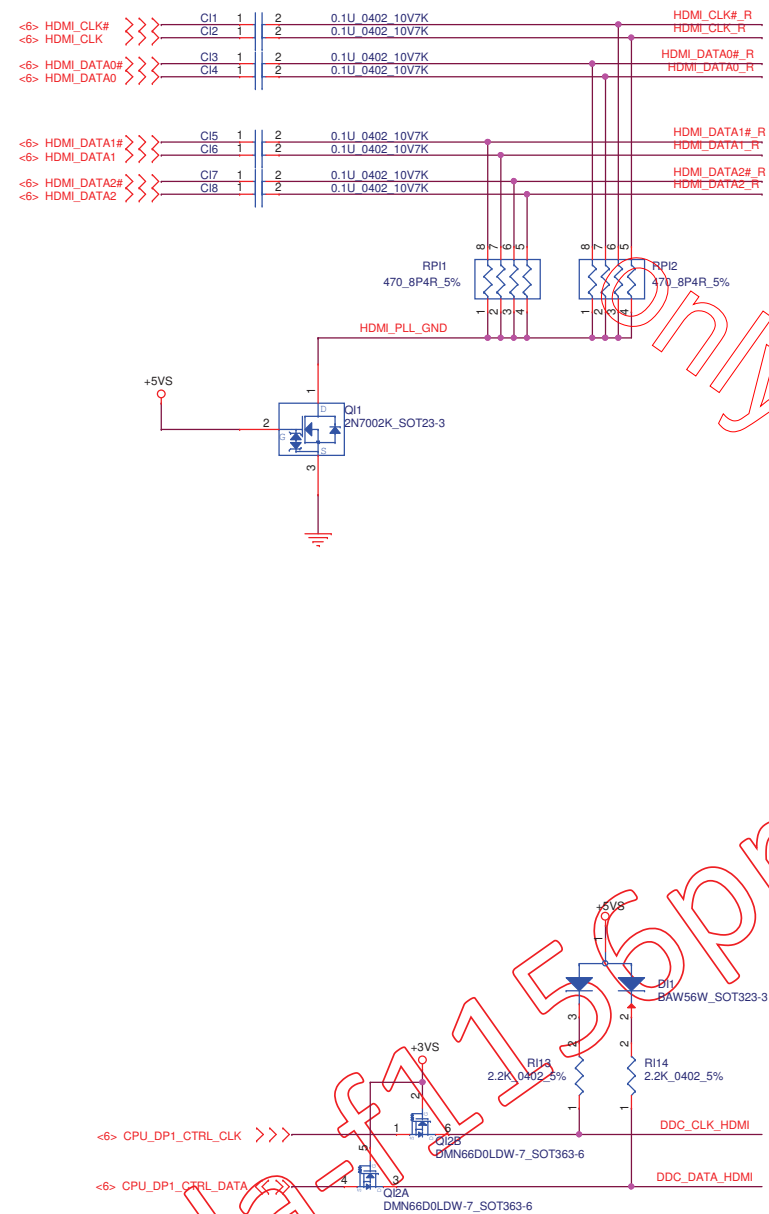 <6> HDMI_CLK# CI1 1 2 0.1U_0402_10V7K HDMI_CLK#_R
<6> HDMI_CLK CI2 1 2 0.1U_0402_10V7K HDMI_CLK_R
<6> HDMI_DATA0# CI3 1 2 0.1U_0402_10V7K HDMI_DATA0#_R
<6> HDMI_DATA0 CI4 1 2 0.1U_0402_10V7K HDMI_DATA0_R
<6> HDMI_DATA1# CI5 1 2 0.1U_0402_10V7K HDMI_DATA1#_R
<6> HDMI_DATA1 CI6 1 2 0.1U_0402_10V7K HDMI_DATA1_R
<6> HDMI_DATA2# CI7 1 2 0.1U_0402_10V7K HDMI_DATA2#_R
<6> HDMI_DATA2 CI8 1 2 0.1U_0402_10V7K HDMI_DATA2_R
8 7 6 5 8 7 6 5
RPI1 RPI2
470_8P4R_5% 470_8P4R_5%
1 2 3 4 1 2 3 4
only
HDMI_PLL_GND
+5VS
1
D
QI1
2 2N7002K_SOT23-3
G
S
3
+5VS
1
DI1
BAW56W_SOT323-3
3 2
+3VS
2 2
RI13 RI14
2.2K_0402_5% 2.2K_0402_5%
2
1 1
<6> CPU_DP1_CTRL_CLK 1 6 DDC_CLK_HDMI
QI2B
5 DMN66D0LDW-7_SOT363-6
<6> CPU_DP1_CTRL_DATA 4 3 DDC_DATA_HDMI
QI2A
DMN66D0LDW-7_SOT363-6